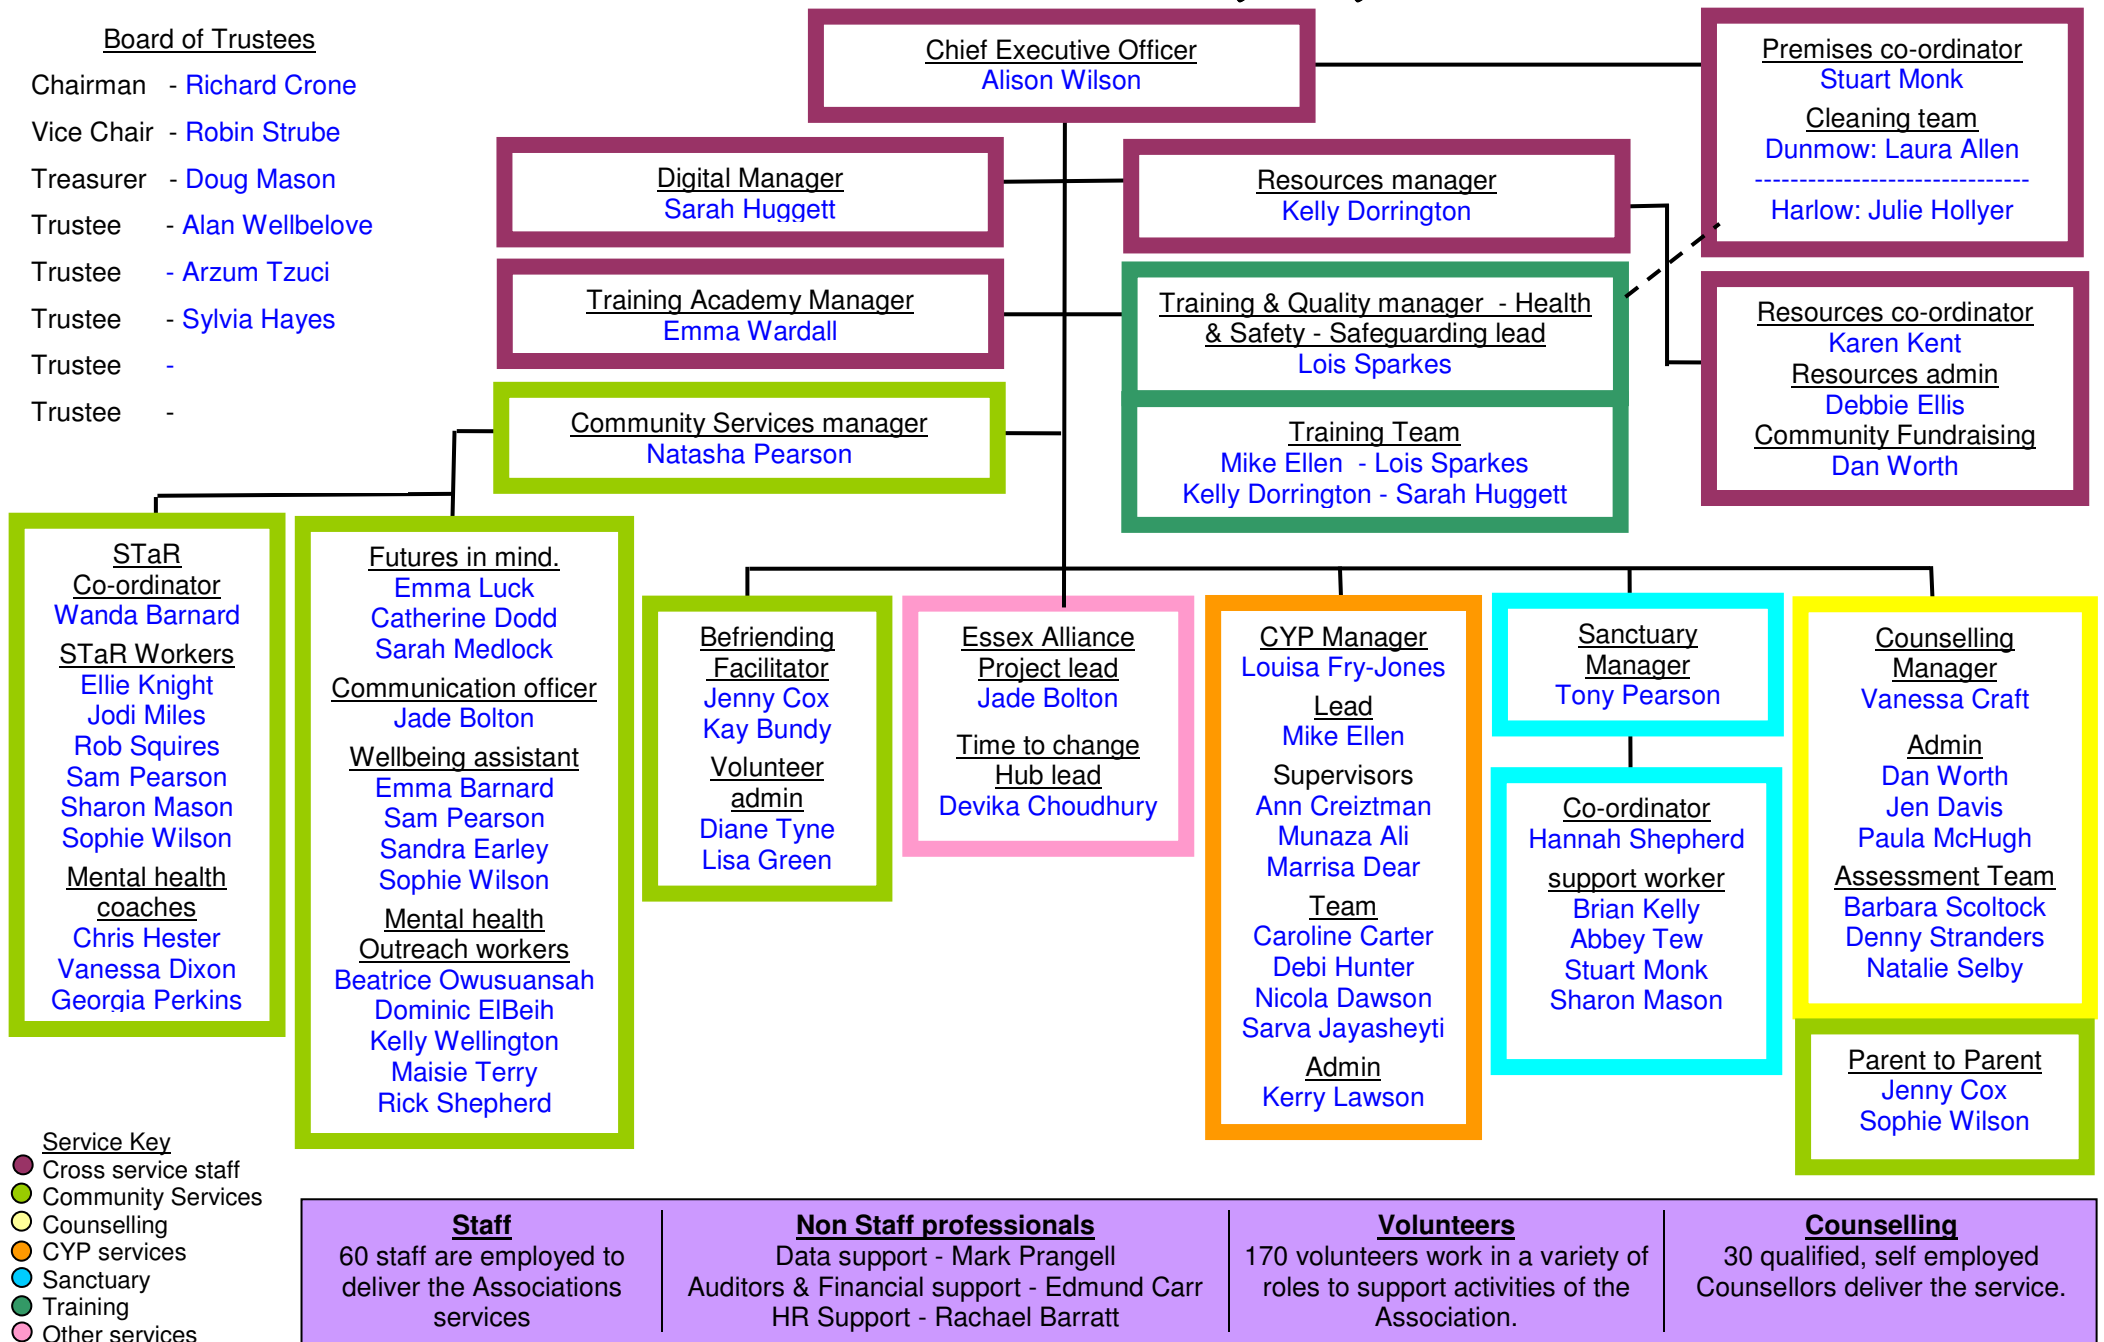 Board of Trustees
Chairman - Richard Crone
Vice Chair - Robin Strube
Treasurer - Doug Mason
Trustee - Alan Wellbelove
Trustee - Arzum Tzuci
Trustee - Sylvia Hayes
Trustee -
Trustee -
Chief Executive Officer
Alison Wilson
Premises co-ordinator
Stuart Monk
Cleaning team
Dunmow: Laura Allen
------------------------------
Harlow: Julie Hollyer
Digital Manager
Sarah Huggett
Resources manager
Kelly Dorrington
Training Academy Manager
Emma Wardall
Training & Quality manager - Health
& Safety - Safeguarding lead
Lois Sparkes
Training Team
Mike Ellen - Lois Sparkes
Kelly Dorrington - Sarah Huggett
Resources co-ordinator
Karen Kent
Resources admin
Debbie Ellis
Community Fundraising
Dan Worth
Community Services manager
Natasha Pearson
STaR
Co-ordinator
Wanda Barnard
STaR Workers
Ellie Knight
Jodi Miles
Rob Squires
Sam Pearson
Sharon Mason
Sophie Wilson
Mental health
coaches
Chris Hester
Vanessa Dixon
Georgia Perkins
Futures in mind.
Emma Luck
Catherine Dodd
Sarah Medlock
Communication officer
Jade Bolton
Wellbeing assistant
Emma Barnard
Sam Pearson
Sandra Earley
Sophie Wilson
Mental health
Outreach workers
Beatrice Owusuansah
Dominic ElBeih
Kelly Wellington
Maisie Terry
Rick Shepherd
Befriending
Facilitator
Jenny Cox
Kay Bundy
Volunteer
admin
Diane Tyne
Lisa Green
Essex Alliance
Project lead
Jade Bolton
Time to change
Hub lead
Devika Choudhury
CYP Manager
Louisa Fry-Jones
Lead
Mike Ellen
Supervisors
Ann Creiztman
Munaza Ali
Marrisa Dear
Team
Caroline Carter
Debi Hunter
Nicola Dawson
Sarva Jayasheyti
Admin
Kerry Lawson
Sanctuary
Manager
Tony Pearson
Co-ordinator
Hannah Shepherd
support worker
Brian Kelly
Abbey Tew
Stuart Monk
Sharon Mason
Counselling
Manager
Vanessa Craft
Admin
Dan Worth
Jen Davis
Paula McHugh
Assessment Team
Barbara Scoltock
Denny Stranders
Natalie Selby
Parent to Parent
Jenny Cox
Sophie Wilson
Service Key
Cross service staff
Community Services
Counselling
CYP services
Sanctuary
Training
Other services
Staff
60 staff are employed to
deliver the Associations
services
Non Staff professionals
Data support - Mark Prangell
Auditors & Financial support - Edmund Carr
HR Support - Rachael Barratt
Volunteers
170 volunteers work in a variety of
roles to support activities of the
Association.
Counselling
30 qualified, self employed
Counsellors deliver the service.